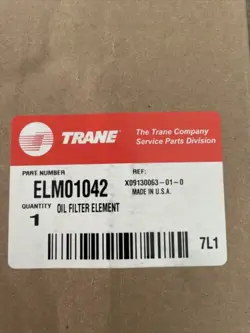 TRANE
The Trane Company
Service Parts Division
PART NUMBER
REF:
ELM01042
X09130063-01-0
MADE IN U.S.A.
QUANTITY OIL FILTER ELEMENT
1
7L1